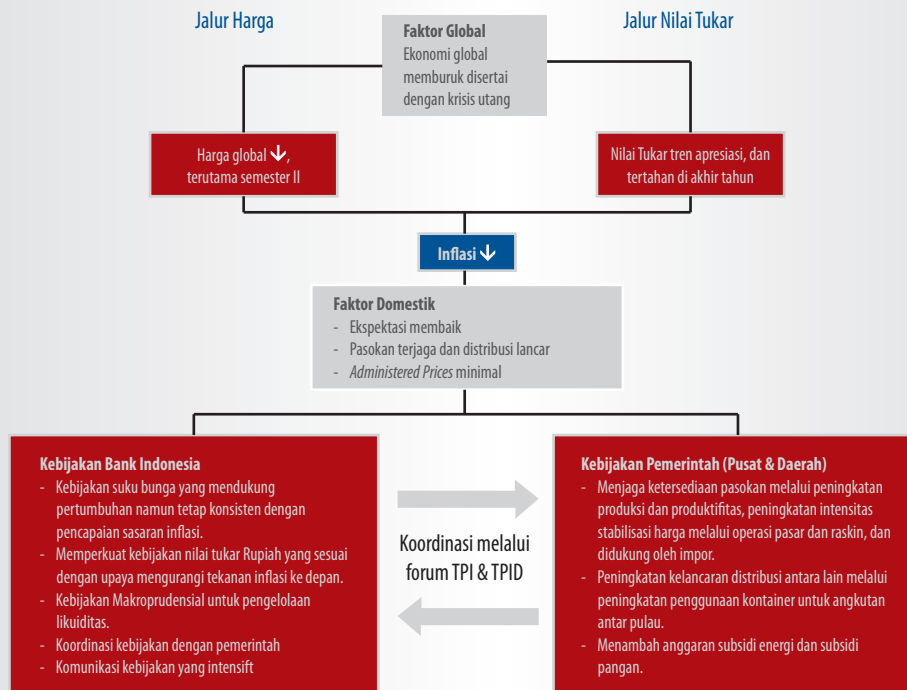 Jalur Harga
Jalur Nilai Tukar
Faktor Global
Ekonomi global
memburuk disertai
dengan krisis utang
Harga global ↓,
terutama semester II
Nilai Tukar tren apresiasi, dan
tertahan di akhir tahun
Inflasi ↓
Faktor Domestik
- Ekspektasi membaik
- Pasokan terjaga dan distribusi lancar
- Administered Prices minimal
Kebijakan Bank Indonesia
- Kebijakan suku bunga yang mendukung
pertumbuhan namun tetap konsisten dengan
pencapaian sasaran inflasi.
- Memperkuat kebijakan nilai tukar Rupiah yang sesuai
dengan upaya mengurangi tekanan inflasi ke depan.
- Kebijakan Makroprudensial untuk pengelolaan
likuiditas.
- Koordinasi kebijakan dengan pemerintah
- Komunikasi kebijakan yang intensift
Koordinasi melalui
forum TPI & TPID
Kebijakan Pemerintah (Pusat & Daerah)
- Menjaga ketersediaan pasokan melalui peningkatan
produksi dan produktifitas, peningkatan intensitas
stabilisasi harga melalui operasi pasar dan raskin, dan
didukung oleh impor.
- Peningkatan kelancaran distribusi antara lain melalui
peningkatan penggunaan kontainer untuk angkutan
antar pulau.
- Menambah anggaran subsidi energi dan subsidi
pangan.